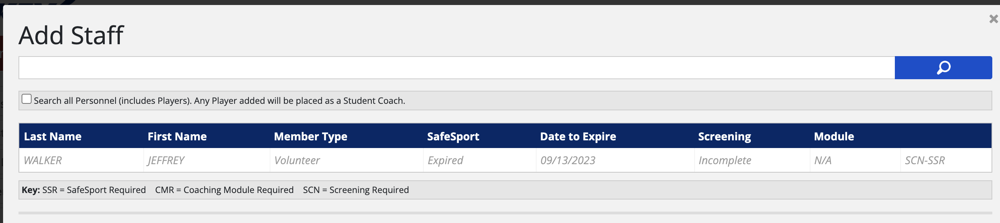 Add Staff
Search all Personnel (includes Players). Any Player added will be placed as a Student Coach.
Last Name First Name Member Type SafeSport Date to Expire Screening Module
WALKER JEFFREY Volunteer Expired 09/13/2023 Incomplete N/A SCN-SSR
Key: SSR = SafeSport Required CMR = Coaching Module Required SCN = Screening Required